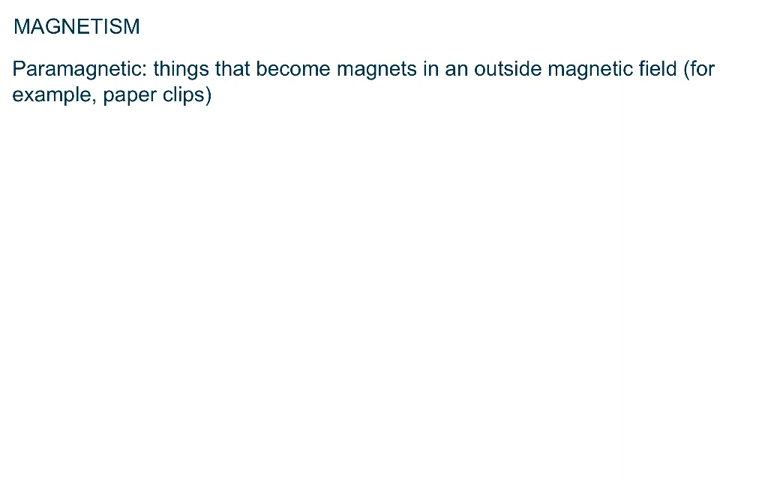 MAGNETISM
Paramagnetic: things that become magnets in an outside magnetic field (for
example, paper clips)